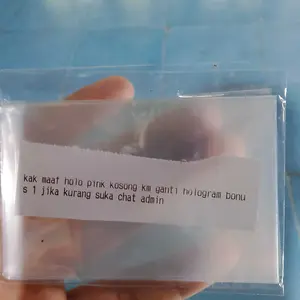 kak maaf holo pink kosong km ganti hologram bonu
s 1 jika kurang suka chat admin